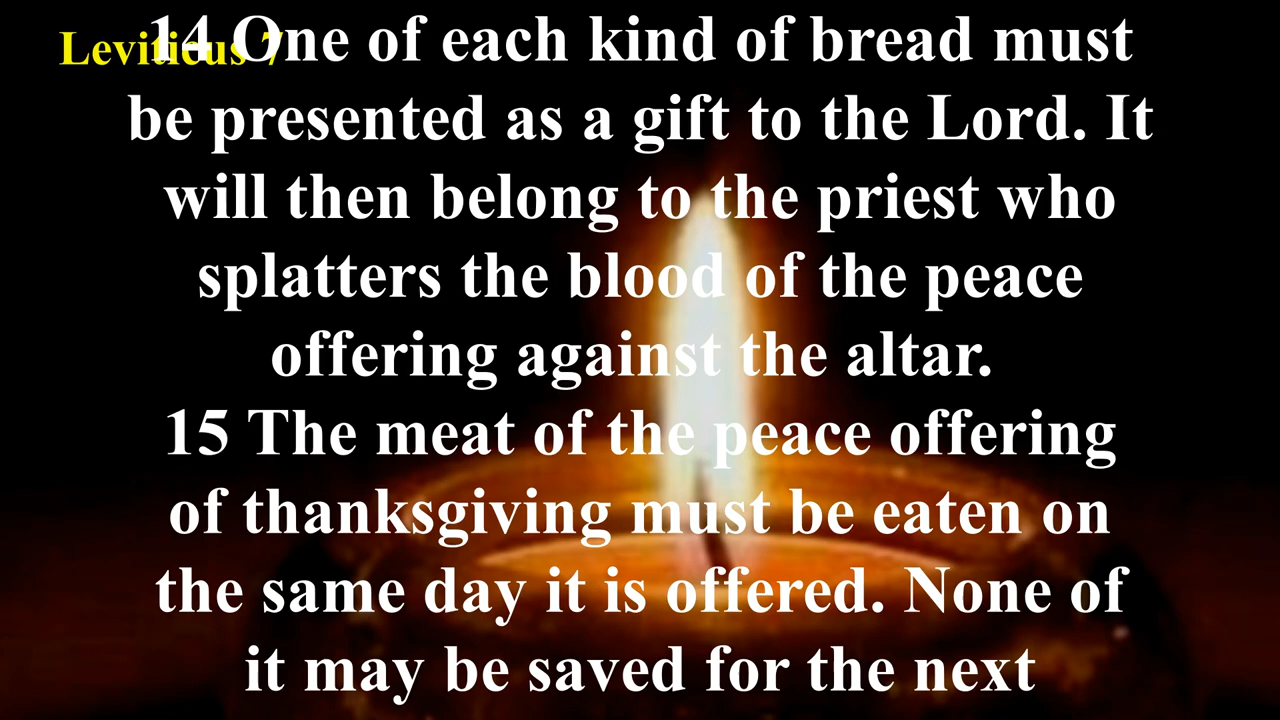 Leviticus 7
14 One of each kind of bread must
be presented as a gift to the Lord. It
will then belong to the priest who
splatters the blood of the peace
offering against the altar.
15 The meat of the peace offering
of thanksgiving must be eaten on
the same day it is offered. None of
it may be saved for the next